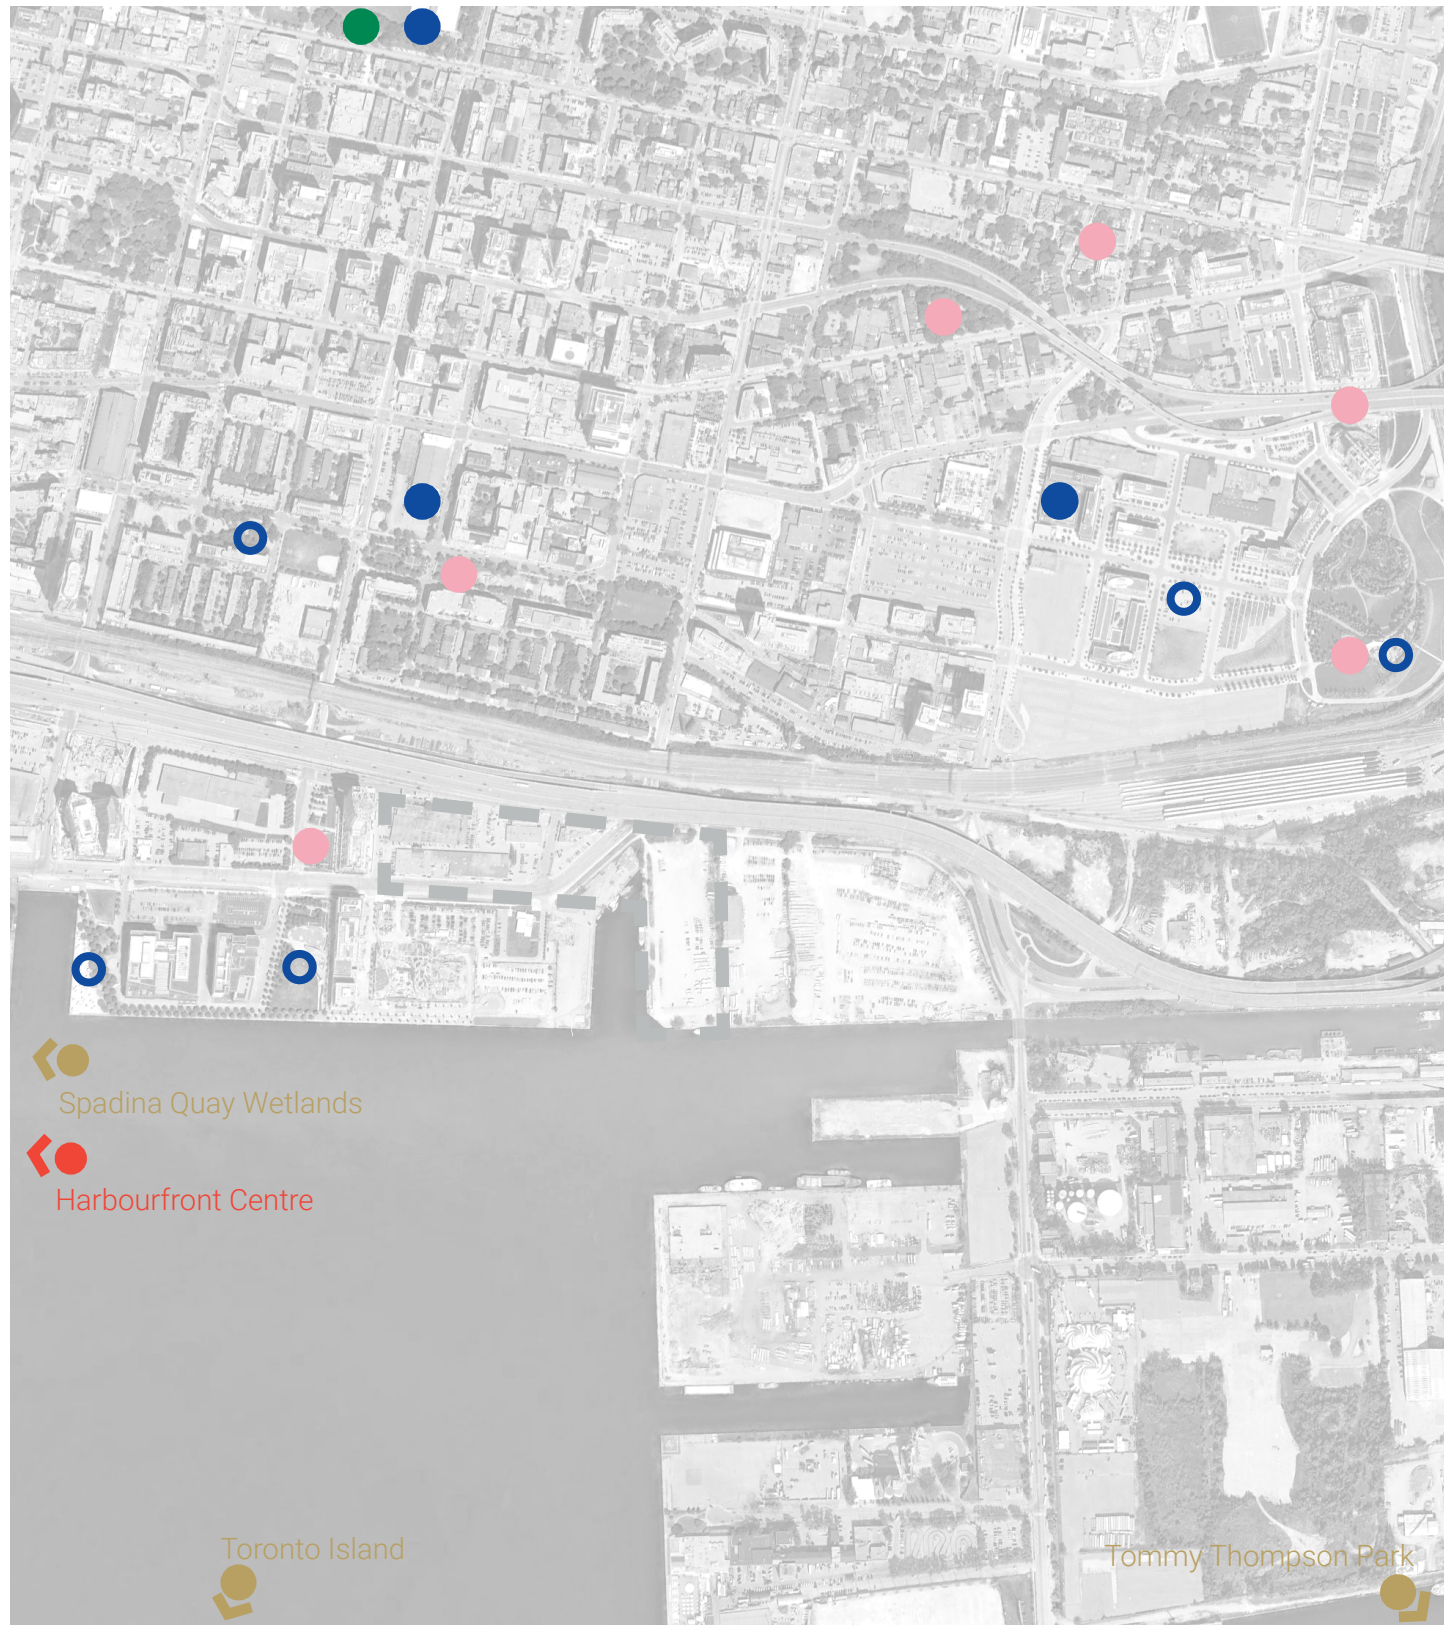 Spadina Quay Wetlands
Harbourfront Centre
Toronto Island
Tommy Thompson Park